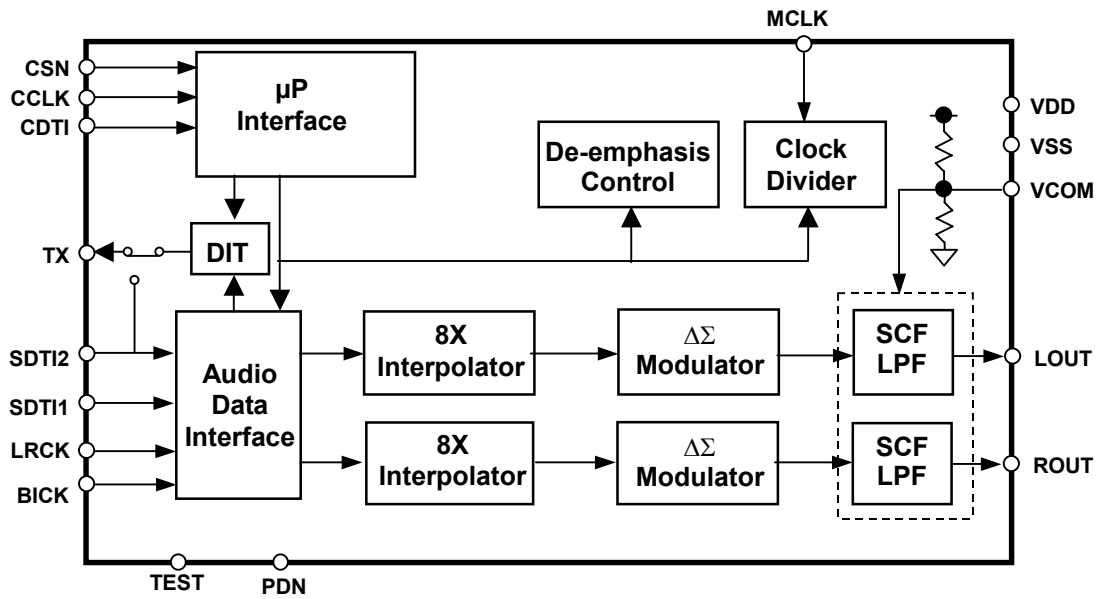 MCLK
CSN
CCLK
CDTI
µP
Interface
De-emphasis
Control
Clock
Divider
VDD
VSS
VCOM
TX
DIT
SDTI2
SDTI1
LRCK
BICK
Audio
Data
Interface
8X
Interpolator
ΔΣ
Modulator
SCF
LPF
LOUT
8X
Interpolator
ΔΣ
Modulator
SCF
LPF
ROUT
TEST
PDN